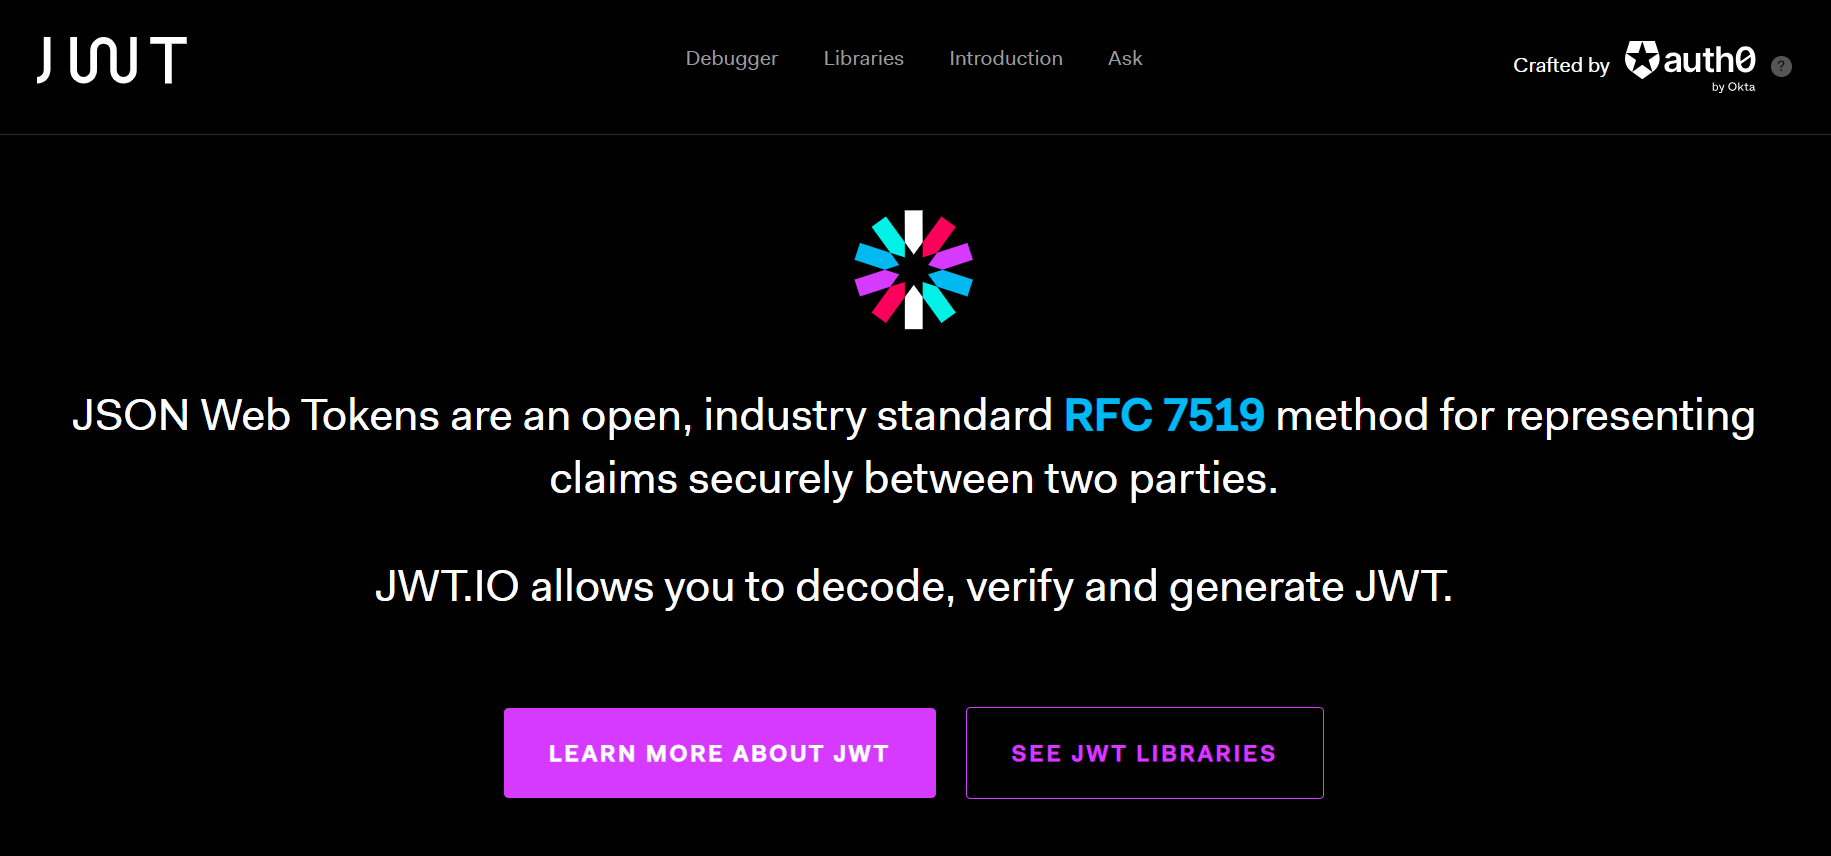 JWT
Debugger Libraries Introduction Ask
Crafted by auth0 ?
by Okta
JSON Web Tokens are an open, industry standard RFC 7519 method for representing
claims securely between two parties.
JWT.IO allows you to decode, verify and generate JWT.
LEARN MORE ABOUT JWT
SEE JWT LIBRARIES